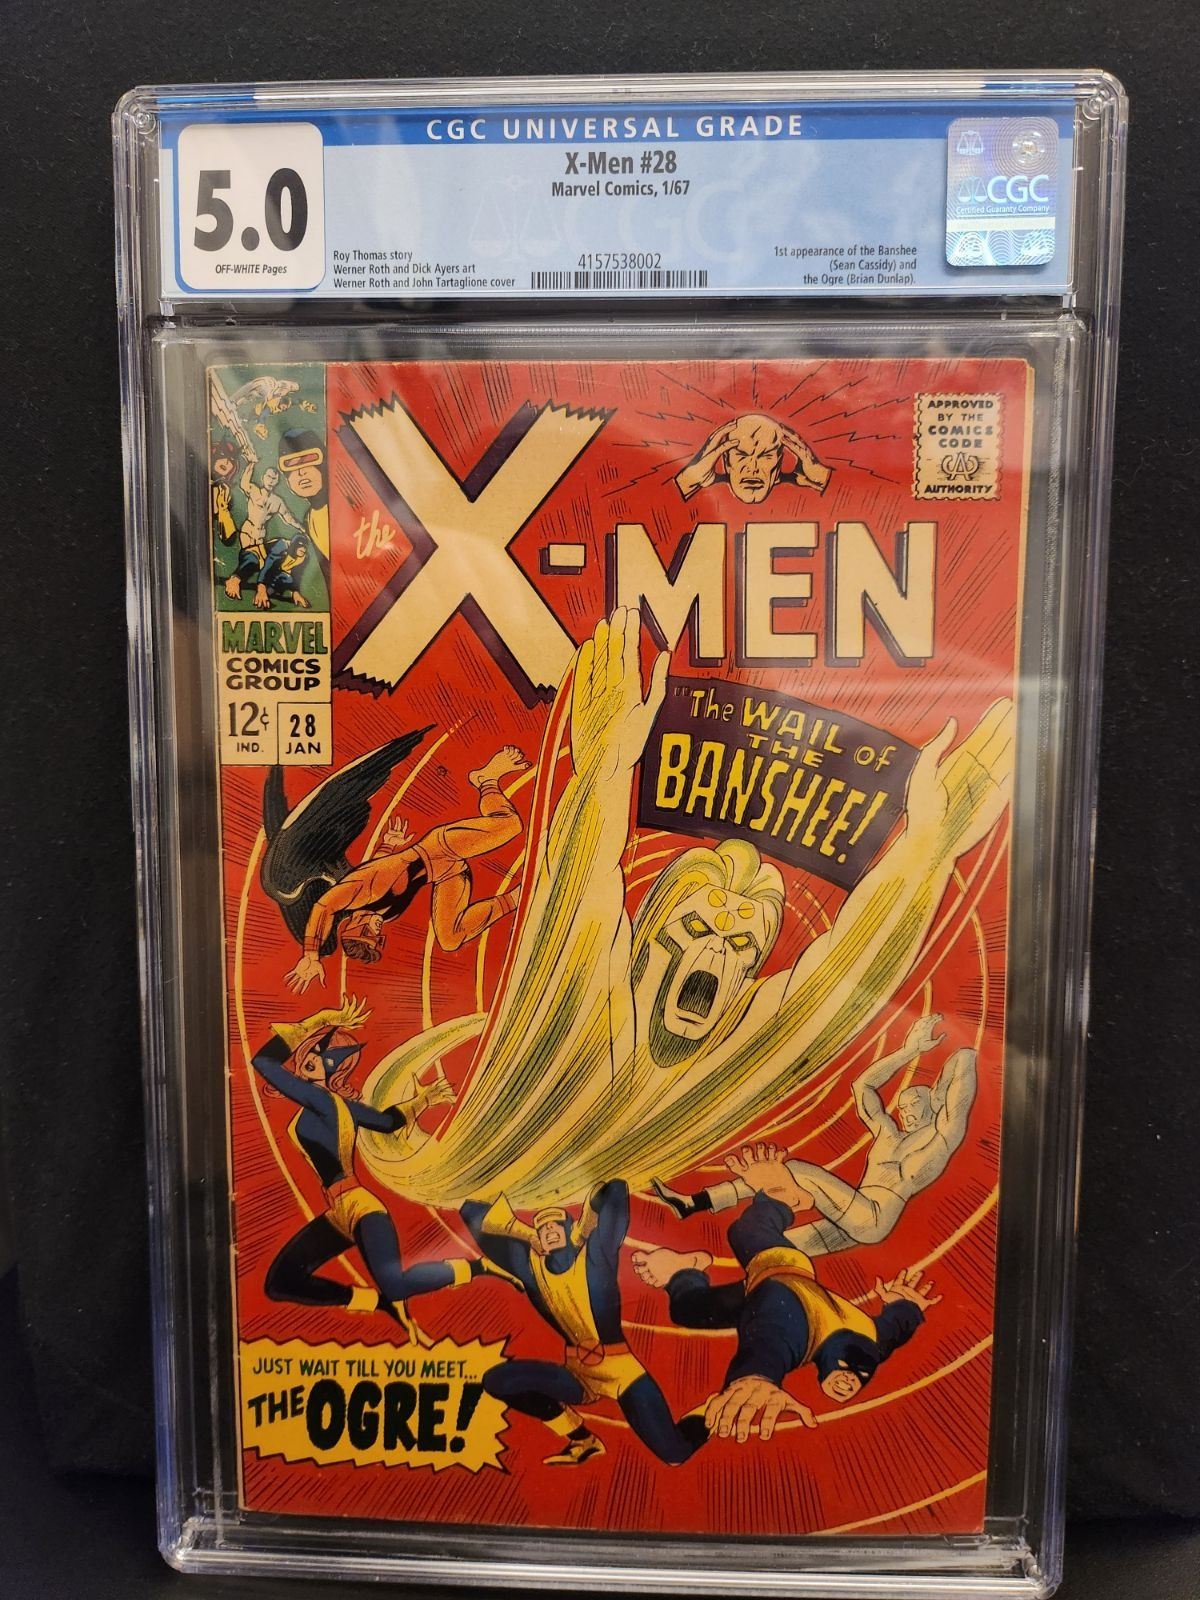 CGC UNIVERSAL GRADE
5.0
OFF-WHITE Pages
X-Men #28
Marvel Comics, 1/67
Roy Thomas story
Werner Roth and Dick Ayers art
Werner Roth and John Tartaglione cover
4157538002
1st appearance of the Banshee
(Sean Cassidy) and
the Ogre (Brian Dunlap).
CGC
Certified Guaranty Company
APPROVED
BY THE
COMICS
CODE
CA
AUTHORITY
the X-MEN
MARVEL
COMICS
GROUP
12¢
IND.
28
JAN
"The WAIL of
THE
BANSHEE!
JUST WAIT TILL YOU MEET...
THE OGRE!